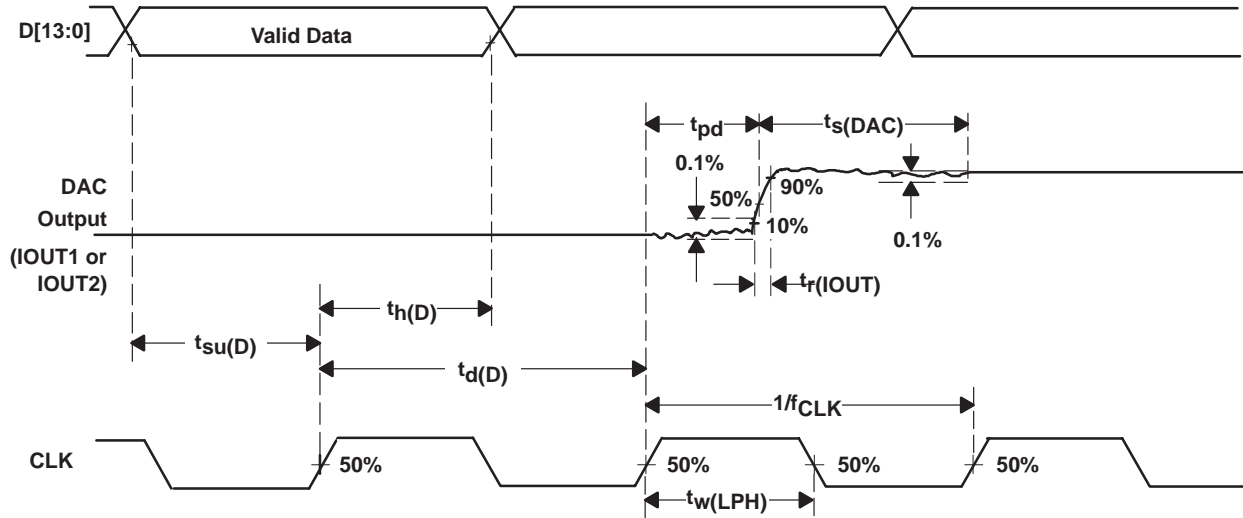 D[13:0]
Valid Data
tpd
ts(DAC)
0.1%
DAC
Output
(IOUT1 or
IOUT2)
50%
90%
10%
0.1%
tr(IOUT)
th(D)
tsu(D)
td(D)
1/fCLK
CLK
50%
50%
50%
50%
tw(LPH)